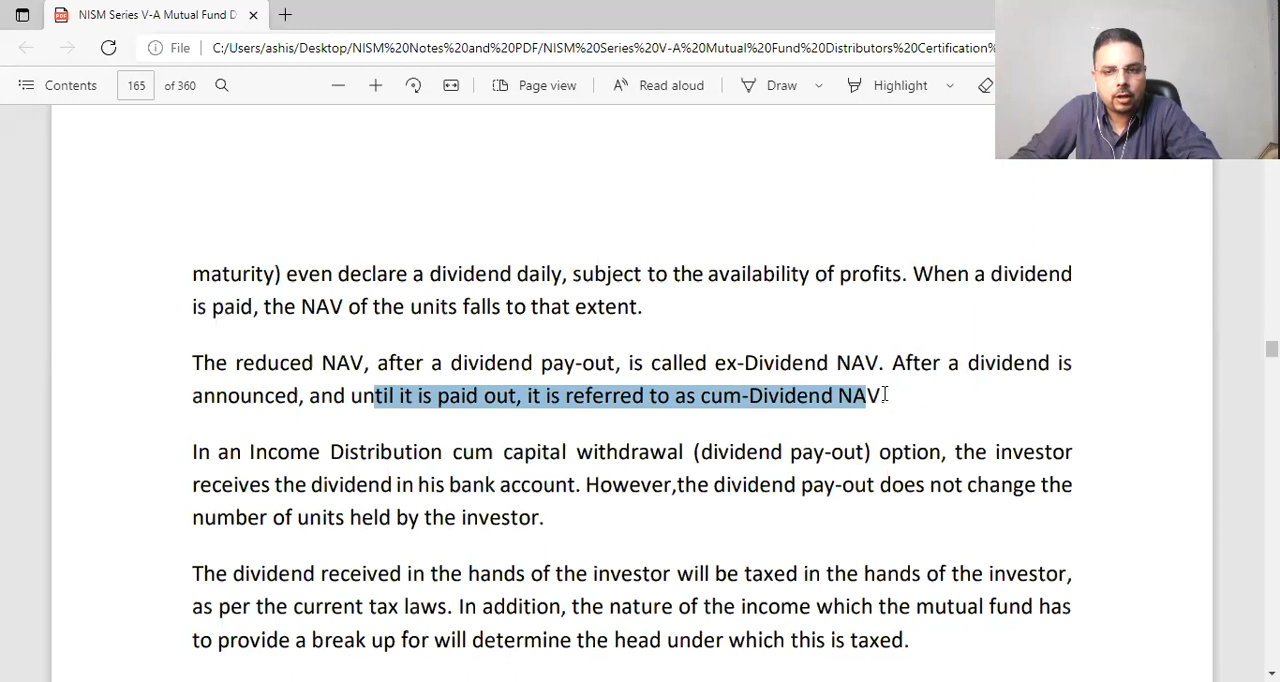 NISM Series V-A Mutual Fund D
File C:/Users/ashis/Desktop/NISM%20Notes%20and%20PDF/NISM%20Series%20V-A%20Mutual%20Fund%20Distributors%20Certification%
Contents 165 of 360 Page view Read aloud Draw Highlight
maturity) even declare a dividend daily, subject to the availability of profits. When a dividend
is paid, the NAV of the units falls to that extent.
The reduced NAV, after a dividend pay-out, is called ex-Dividend NAV. After a dividend is
announced, and until it is paid out, it is referred to as cum-Dividend NAV.
In an Income Distribution cum capital withdrawal (dividend pay-out) option, the investor
receives the dividend in his bank account. However,the dividend pay-out does not change the
number of units held by the investor.
The dividend received in the hands of the investor will be taxed in the hands of the investor,
as per the current tax laws. In addition, the nature of the income which the mutual fund has
to provide a break up for will determine the head under which this is taxed.